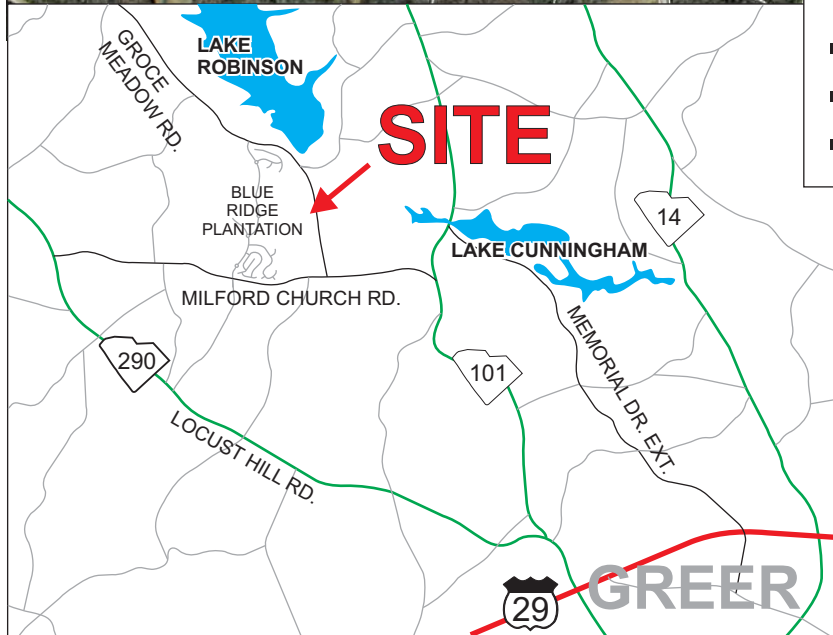 LAKE
ROBINSON
GROCE
MEADOW RD.
SITE
BLUE
RIDGE
PLANTATION
14
LAKE CUNNINGHAM
MILFORD CHURCH RD.
290
101
MEMORIAL DR. EXT.
LOCUST HILL RD.
29
GREER